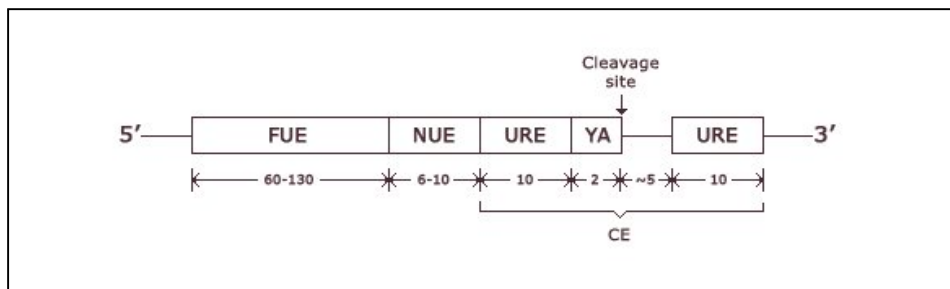 Cleavage
site
5′ FUE NUE URE YA URE 3′
60-130 6-10 10 2 ~5 10
CE